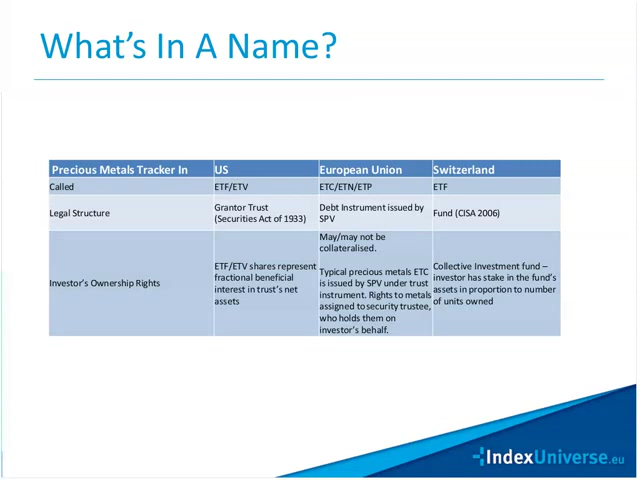 What's In A Name?
Precious Metals Tracker In US European Union Switzerland
Called ETF/ETV ETC/ETN/ETP ETF
Legal Structure
Grantor Trust
(Securities Act of 1933)
Debt Instrument issued by
SPV
Fund (CISA 2006)
Investor's Ownership Rights
ETF/ETV shares represent
fractional beneficial
interest in trust's net
assets
May/may not be
collateralised.
Typical precious metals ETC
is issued by SPV under trust
instrument. Rights to metals
assigned to security trustee,
who holds them on
investor's behalf.
Collective Investment fund –
investor has stake in the fund's
assets in proportion to number
of units owned
IndexUniverse.eu